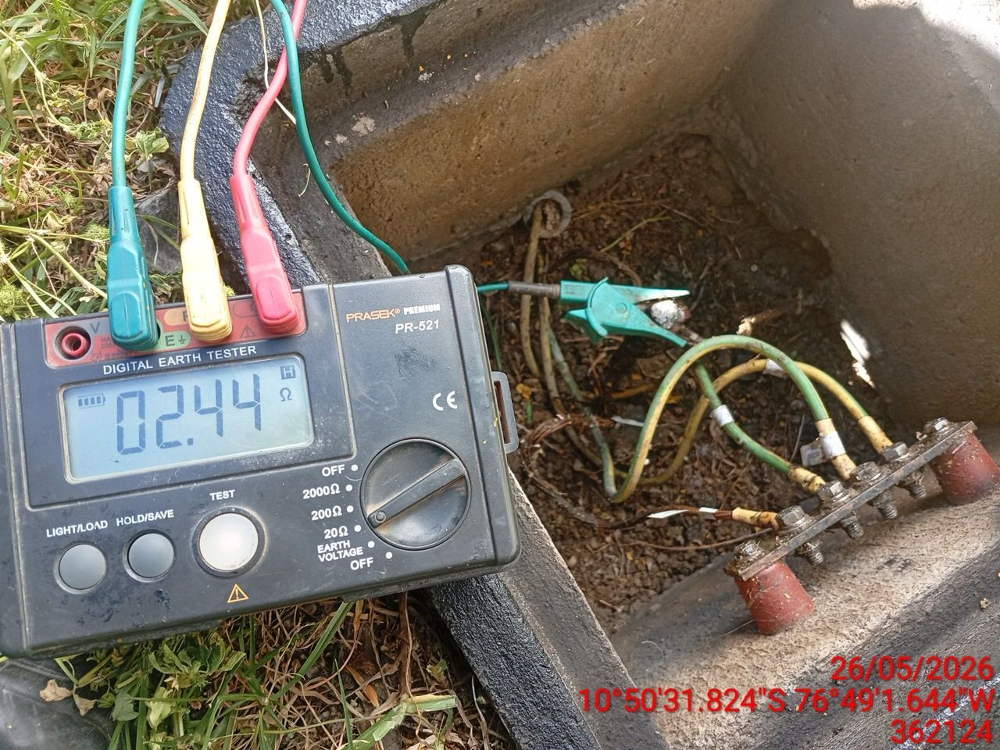 V
E
PRASEK® PREMIUM
PR-521
DIGITAL EARTH TESTER
H
02.44 Ω
CE
OFF
2000Ω
200Ω
20Ω
EARTH
VOLTAGE
OFF
TEST
LIGHT/LOAD HOLD/SAVE
26/05/2026
10°50'31.824"S 76°49'1.644"W
362124